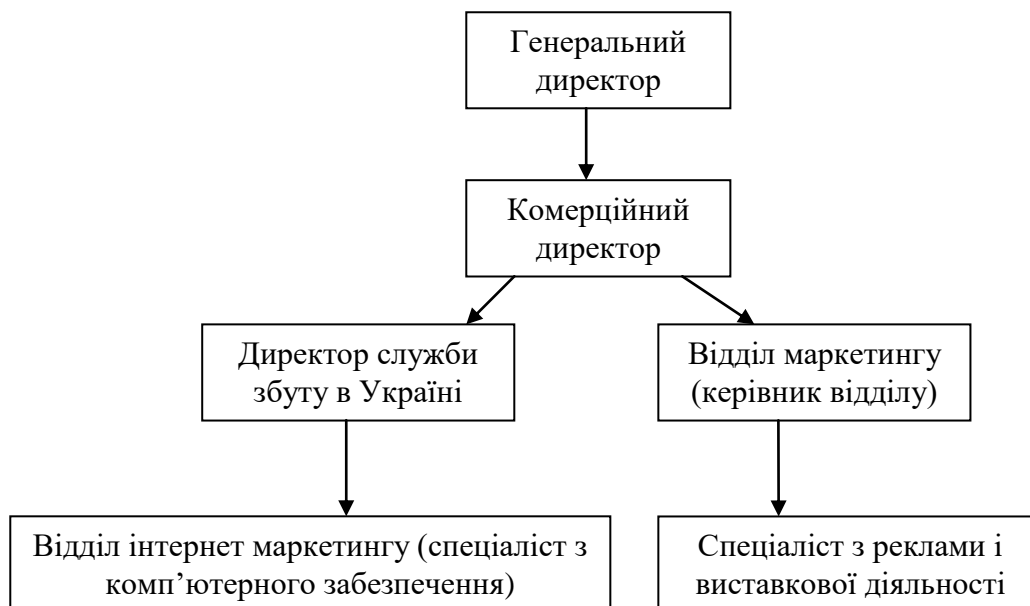 Генеральний
директор
Комерційний
директор
Директор служби
збуту в Україні
Відділ маркетингу
(керівник відділу)
Відділ інтернет маркетингу (спеціаліст з
комп’ютерного забезпечення)
Спеціаліст з реклами і
виставкової діяльності